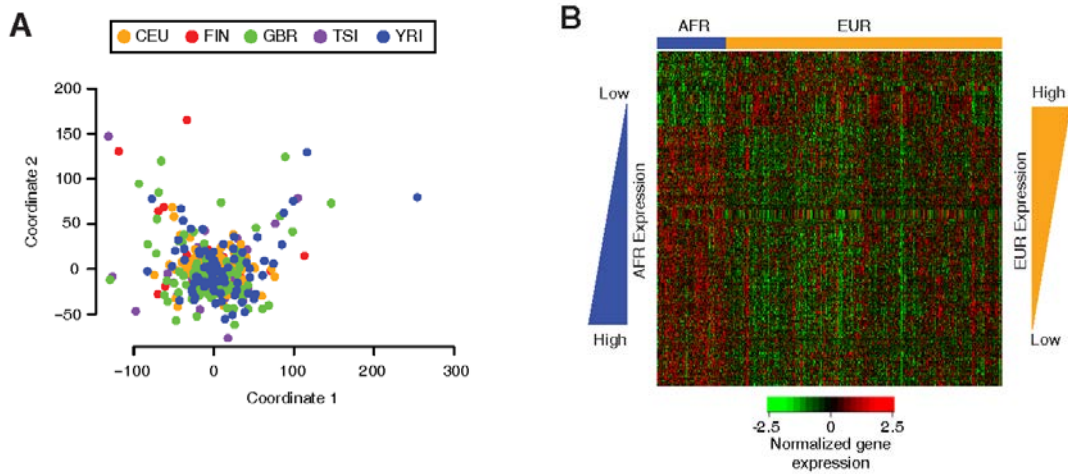 A
CEU FIN GBR TSI YRI
200
150
100
50
0
−50
Coordinate 2
−100 0 100 200 300
Coordinate 1
B
AFR EUR
Low
AFR Expression
High
High
EUR Expression
Low
-2.5 0 2.5
Normalized gene
expression